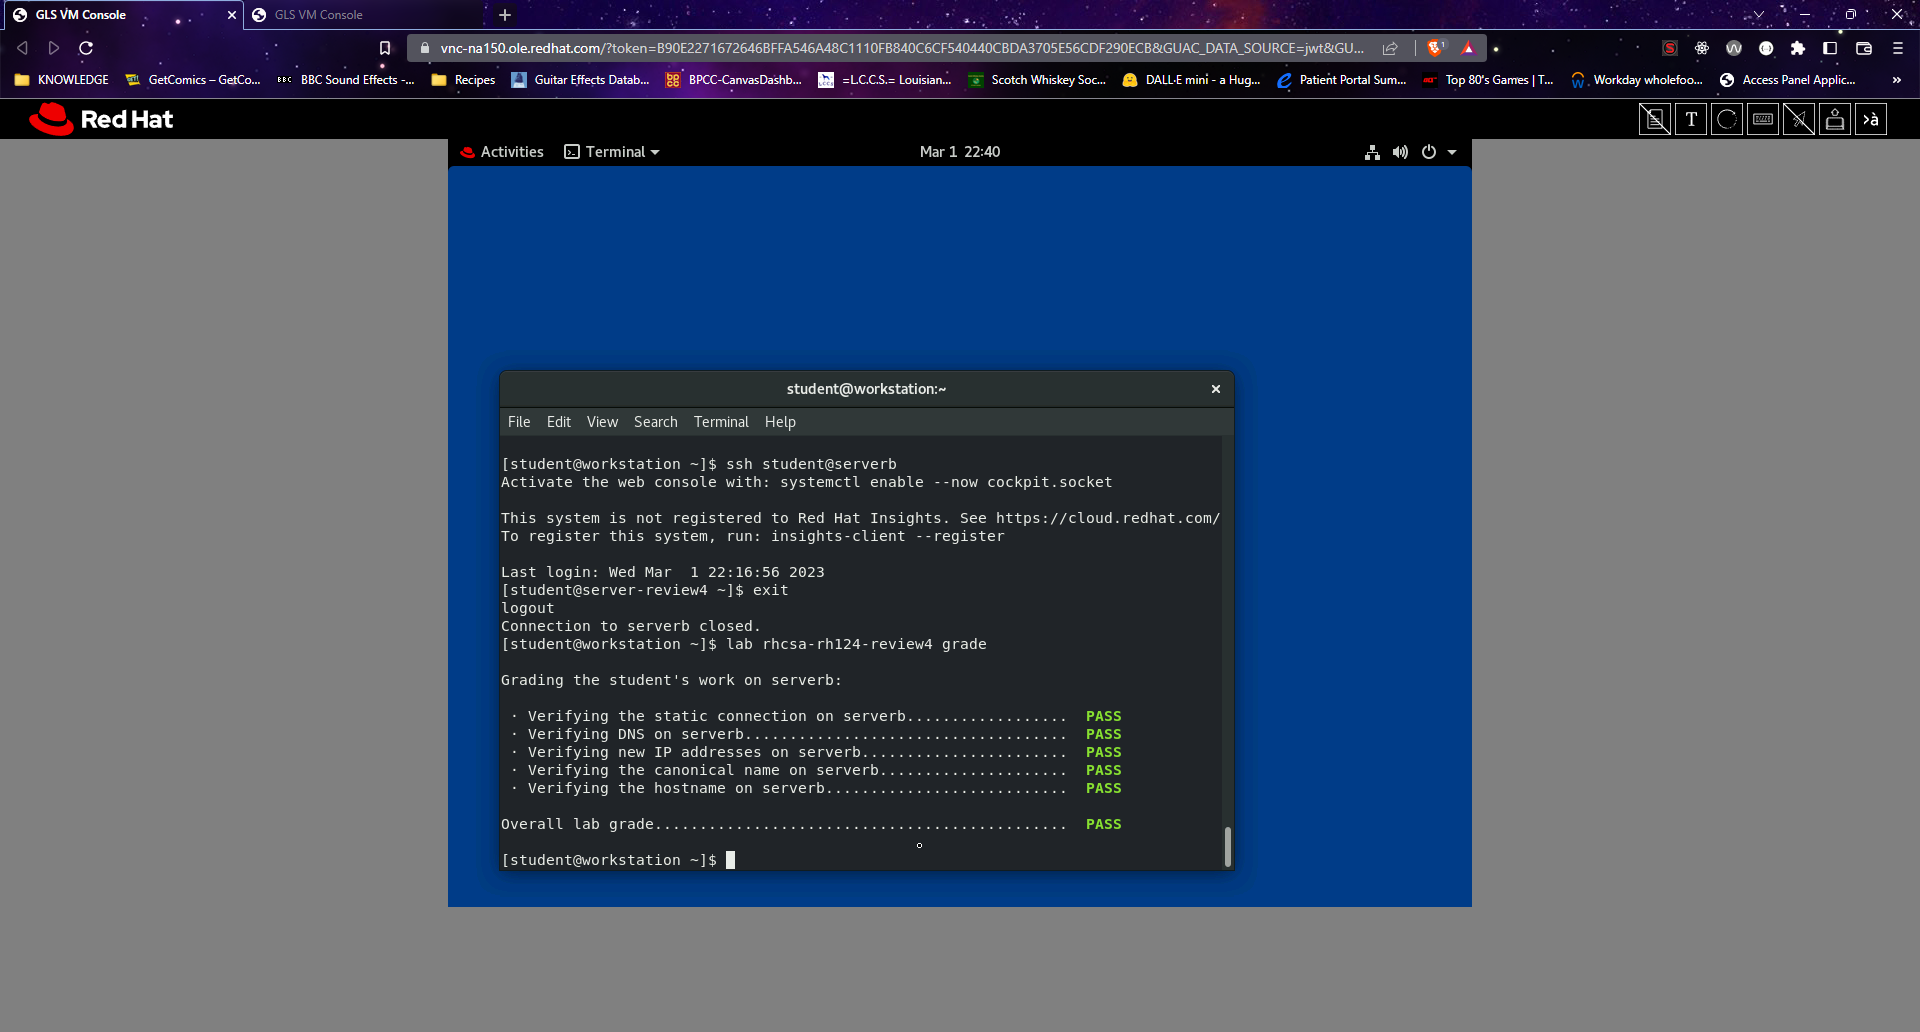 GLS VM Console
GLS VM Console
vnc-na150.ole.redhat.com/?token=B90E2271672646BFFA546A48C1110FB840C6CF540440CBDA3705E56CDF290ECB&GUAC_DATA_SOURCE=jwt&GU...
KNOWLEDGE GetComics – GetCo... BBC BBC Sound Effects -... Recipes Guitar Effects Datab... BPCC-CanvasDashb... =L.C.C.S.= Louisian... Scotch Whiskey Soc... DALL·E mini - a Hug... Patient Portal Sum... Top 80's Games | T... Workday wholefoo... Access Panel Applic... »
Red Hat
T
>à
Activities Terminal Mar 1 22:40
student@workstation:~
File Edit View Search Terminal Help
[student@workstation ~]$ ssh student@serverb
Activate the web console with: systemctl enable --now cockpit.socket
This system is not registered to Red Hat Insights. See https://cloud.redhat.com/
To register this system, run: insights-client --register
Last login: Wed Mar  1 22:16:56 2023
[student@server-review4 ~]$ exit
logout
Connection to serverb closed.
[student@workstation ~]$ lab rhcsa-rh124-review4 grade
Grading the student's work on serverb:
· Verifying the static connection on serverb.................. PASS
· Verifying DNS on serverb.................................... PASS
· Verifying new IP addresses on serverb....................... PASS
· Verifying the canonical name on serverb..................... PASS
· Verifying the hostname on serverb........................... PASS
Overall lab grade.............................................. PASS
[student@workstation ~]$